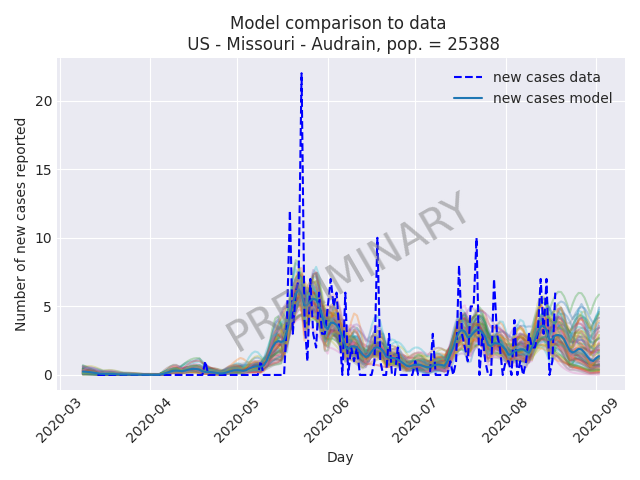 Model comparison to data
US - Missouri - Audrain, pop. = 25388
new cases data
new cases model
Number of new cases reported
20
15
10
5
0
PRELIMINARY
2020-03
2020-04
2020-05
2020-06
2020-07
2020-08
2020-09
Day